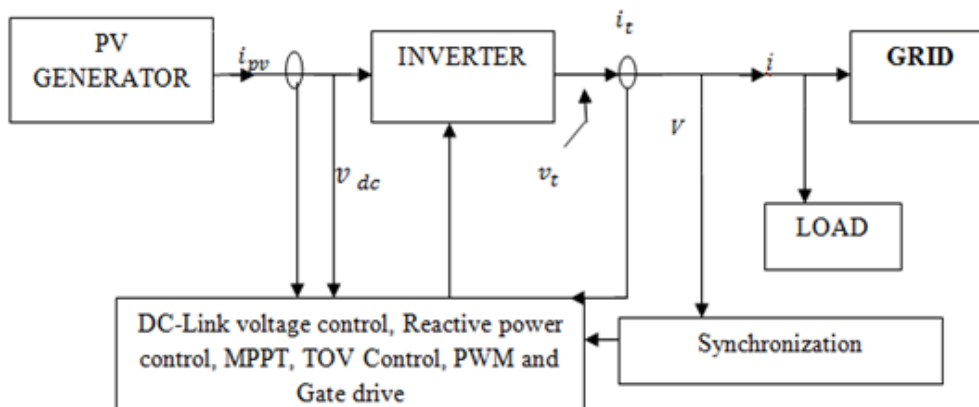 PV
GENERATOR
i_pv
INVERTER
i_t
i
GRID
v_dc
v_t
V
LOAD
DC-Link voltage control, Reactive power
control, MPPT, TOV Control, PWM and
Gate drive
Synchronization